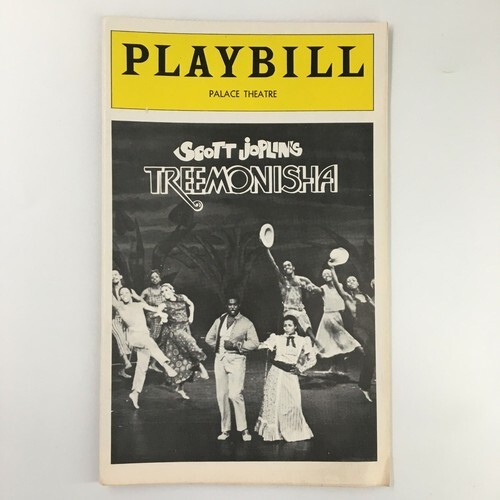 PLAYBILL
PALACE THEATRE
SCOTT JOPLIN'S
TREEMONISHA